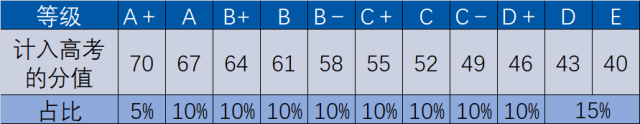 等级 A+ A B+ B B- C+ C C- D+ D E
计入高考
的分值 70 67 64 61 58 55 52 49 46 43 40
占比 5% 10% 10% 10% 10% 10% 10% 10% 10% 15%